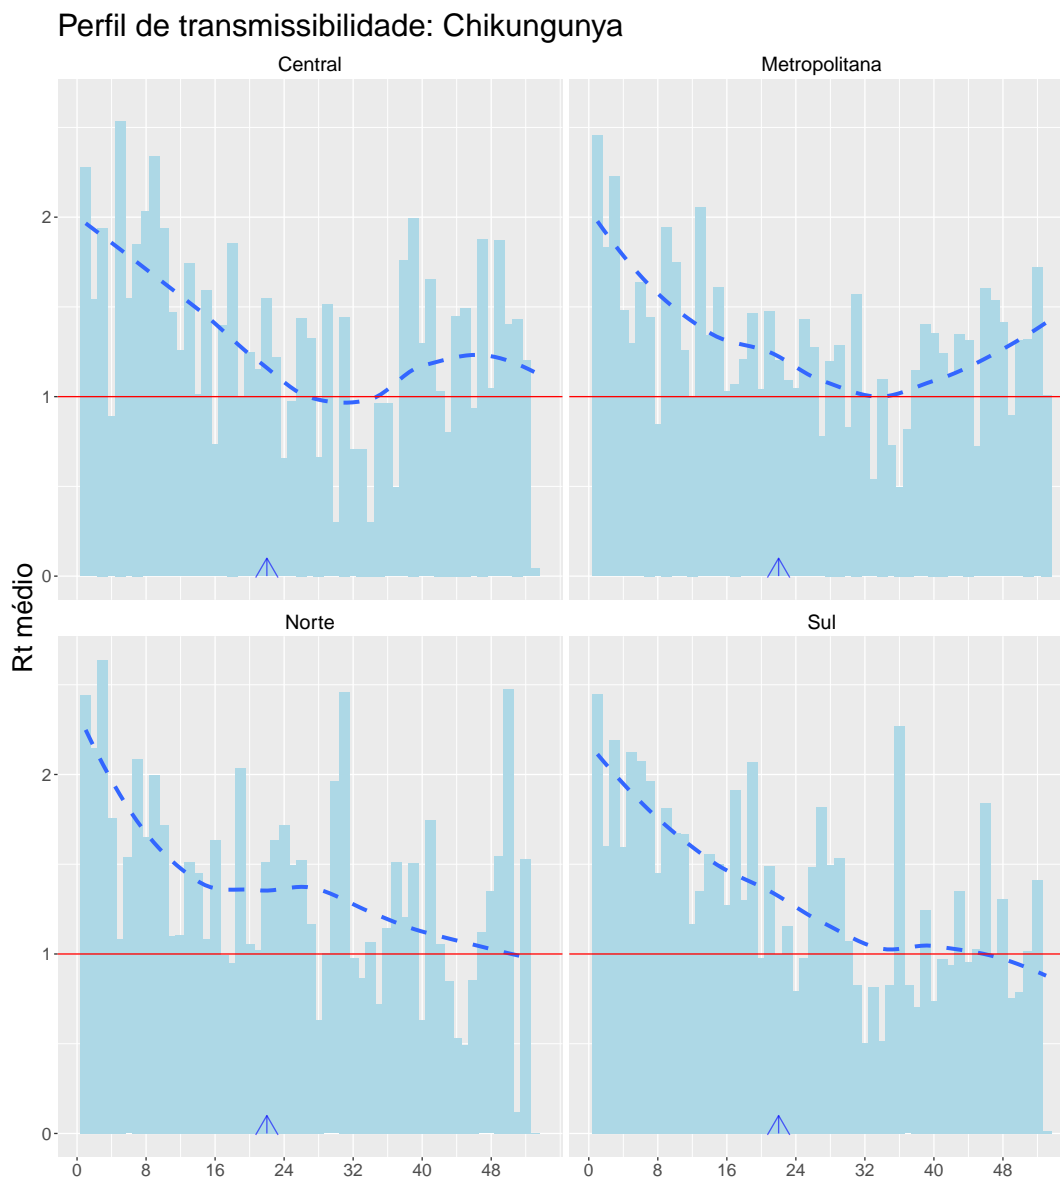 Perfil de transmissibilidade: Chikungunya
Central
Metropolitana
2
1
0
Norte
Sul
Rt médio
2
1
0
0 8 16 24 32 40 48
0 8 16 24 32 40 48